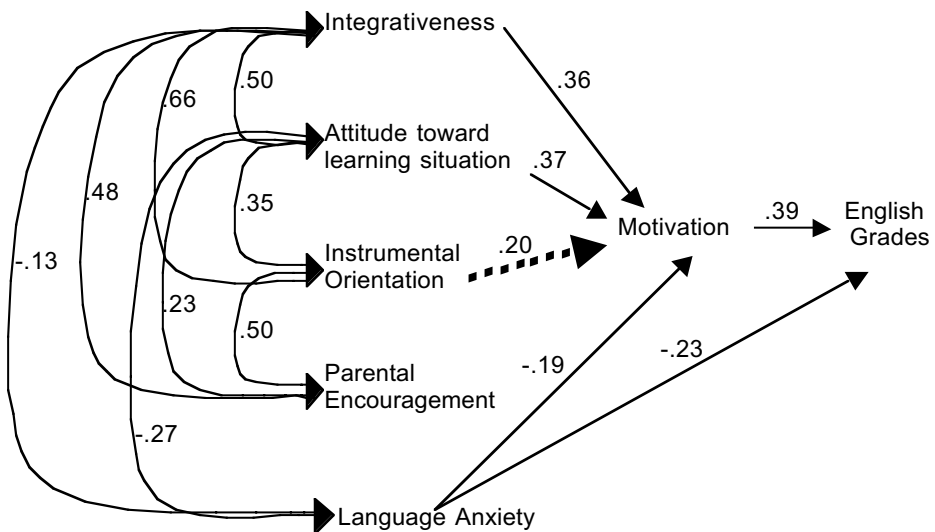 Integrativeness
.50
.66
.36
Attitude toward
learning situation
.37
.48
.35
Motivation
.39
English
Grades
-.13
Instrumental
Orientation
.20
.23
.50
Parental
Encouragement
-.19
-.23
-.27
Language Anxiety